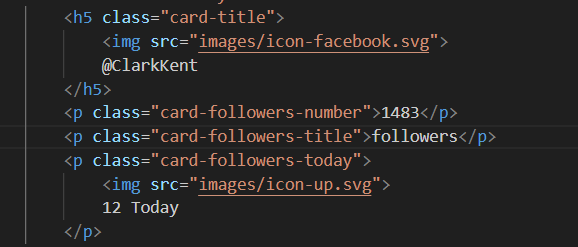 <h5 class="card-title">
<img src="images/icon-facebook.svg">
@ClarkKent
</h5>
<p class="card-followers-number">1483</p>
<p class="card-followers-title">followers</p>
<p class="card-followers-today">
<img src="images/icon-up.svg">
12 Today
</p>